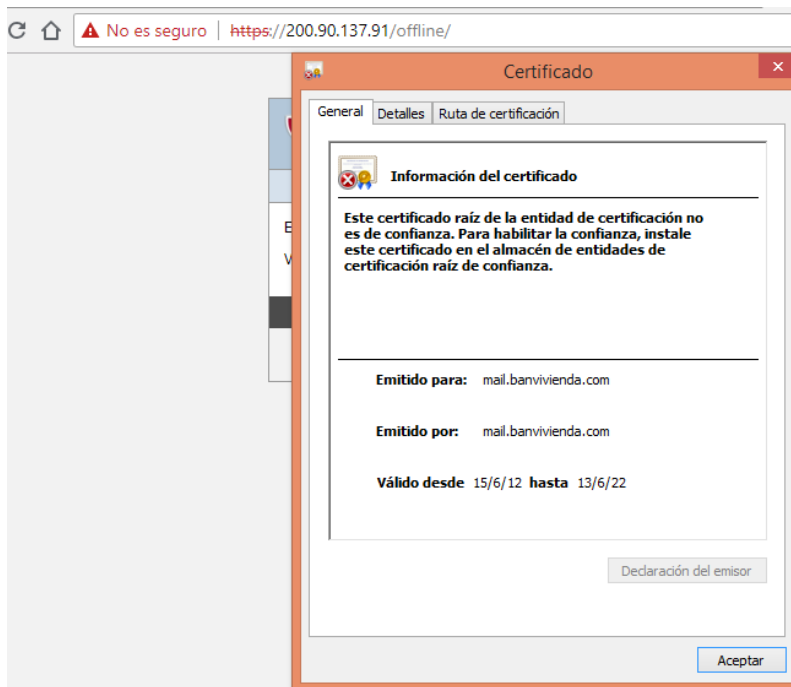 No es seguro | https://200.90.137.91/offline/
Certificado
General Detalles Ruta de certificación
Información del certificado
Este certificado raíz de la entidad de certificación no
es de confianza. Para habilitar la confianza, instale
este certificado en el almacén de entidades de
certificación raíz de confianza.
Emitido para: mail.banvivienda.com
Emitido por: mail.banvivienda.com
Válido desde 15/6/12 hasta 13/6/22
Declaración del emisor
Aceptar